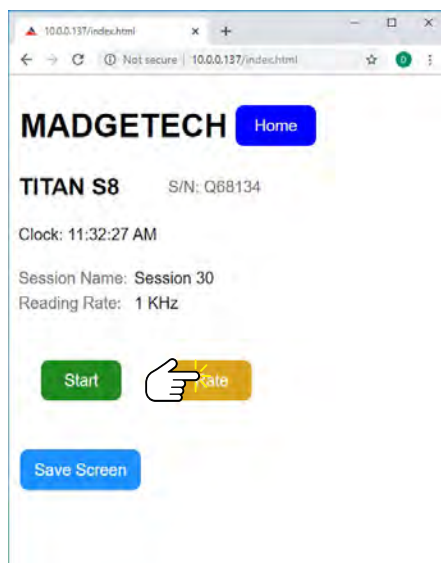 10.0.0.137/index.html
Not secure | 10.0.0.137/index.html
MADGETECH Home
TITAN S8 S/N: Q68134
Clock: 11:32:27 AM
Session Name: Session 30
Reading Rate: 1 KHz
Start Rate
Save Screen